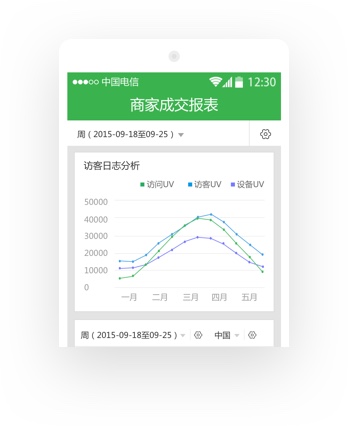 中国电信 12:30
商家成交报表
周（2015-09-18至09-25）
访客日志分析
访问UV 访客UV 设备UV
50000
40000
30000
20000
10000
0
一月 二月 三月 四月 五月
周（2015-09-18至09-25） 中国